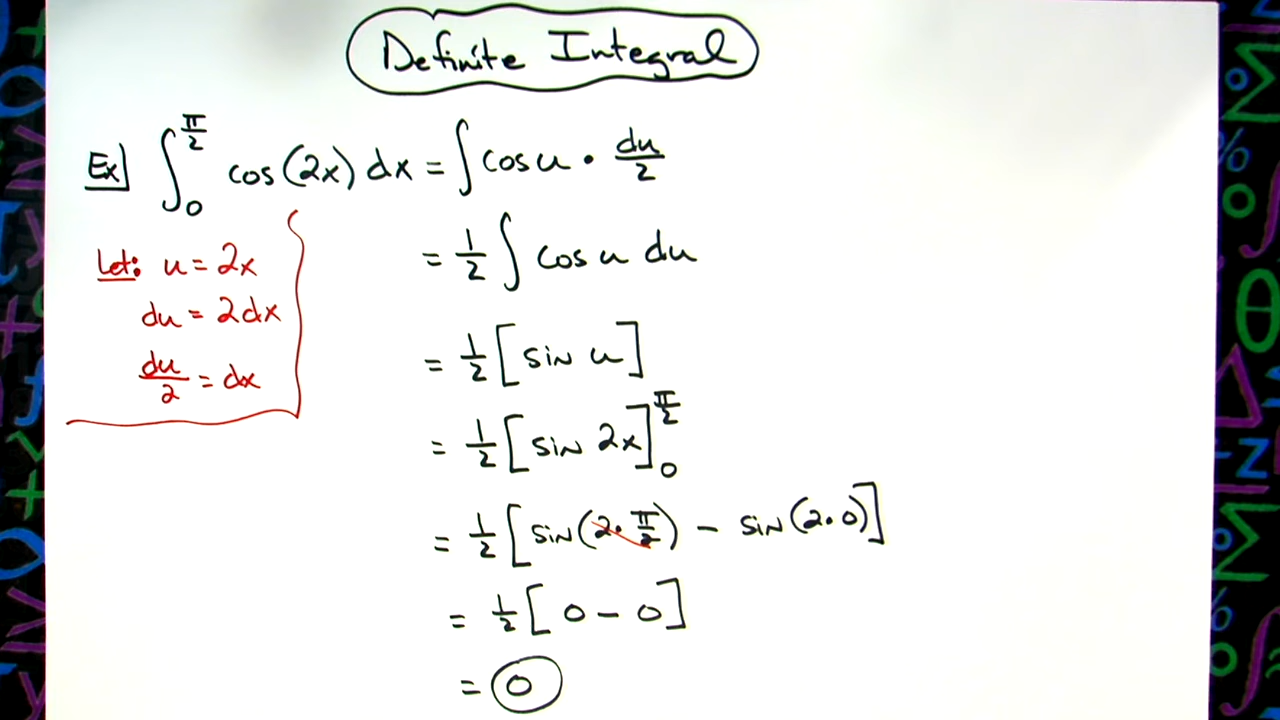 Definite Integral
Ex] ∫₀^(π/2) cos(2x) dx = ∫ cos u • du/2
Let: u = 2x
du = 2dx
du/2 = dx
= 1/2 ∫ cos u du
= 1/2 [sin u]
= 1/2 [sin 2x]₀^(π/2)
= 1/2 [sin(2•π/2) – sin(2•0)]
= 1/2 [0 – 0]
= 0